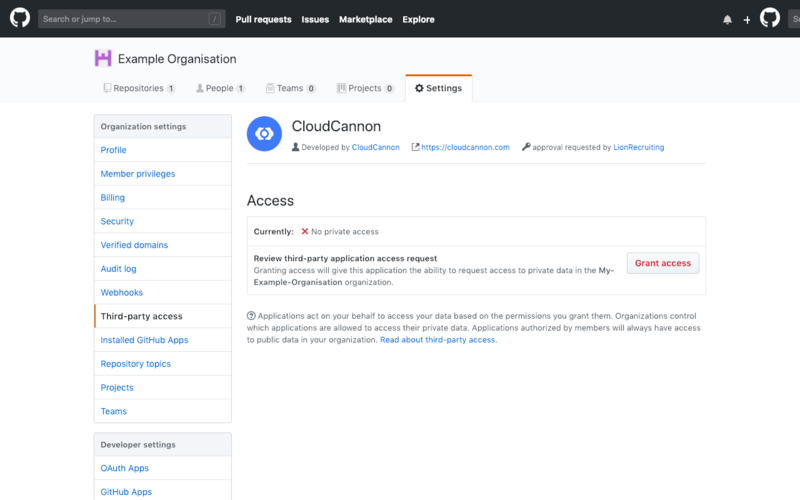 Search or jump to... /
Pull requests Issues Marketplace Explore
Example Organisation
Repositories 1 People 1 Teams 0 Projects 0 Settings
Organization settings
Profile
Member privileges
Billing
Security
Verified domains
Audit log
Webhooks
Third-party access
Installed GitHub Apps
Repository topics
Projects
Teams
Developer settings
OAuth Apps
GitHub Apps
CloudCannon
Developed by CloudCannon https://cloudcannon.com approval requested by LionRecruiting
Access
Currently: No private access
Review third-party application access request
Granting access will give this application the ability to request access to private data in the My-
Example-Organisation organization.
Grant access
Applications act on your behalf to access your data based on the permissions you grant them. Organizations control
which applications are allowed to access their private data. Applications authorized by members will always have access
to public data in your organization. Read about third-party access.